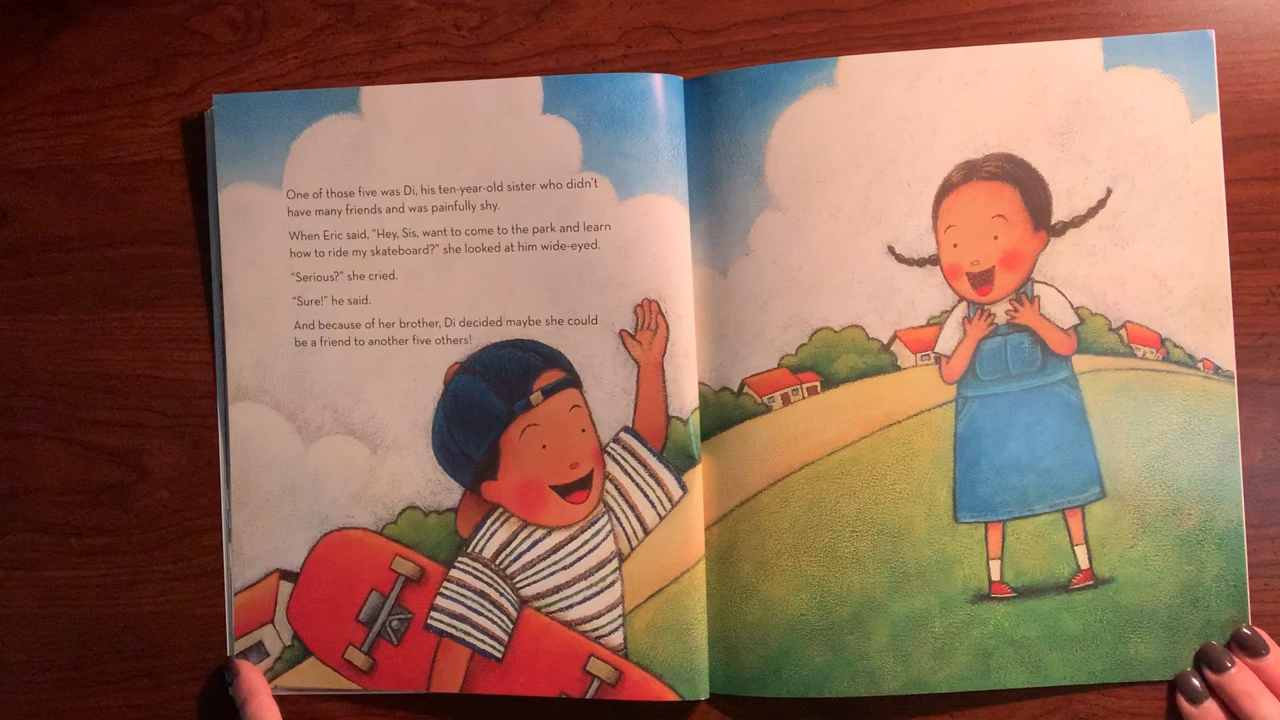 One of those five was Di, his ten-year-old sister who didn't
have many friends and was painfully shy.
When Eric said, "Hey, Sis, want to come to the park and learn
how to ride my skateboard?" she looked at him wide-eyed.
"Serious?" she cried.
"Sure!" he said.
And because of her brother, Di decided maybe she could
be a friend to another five others!